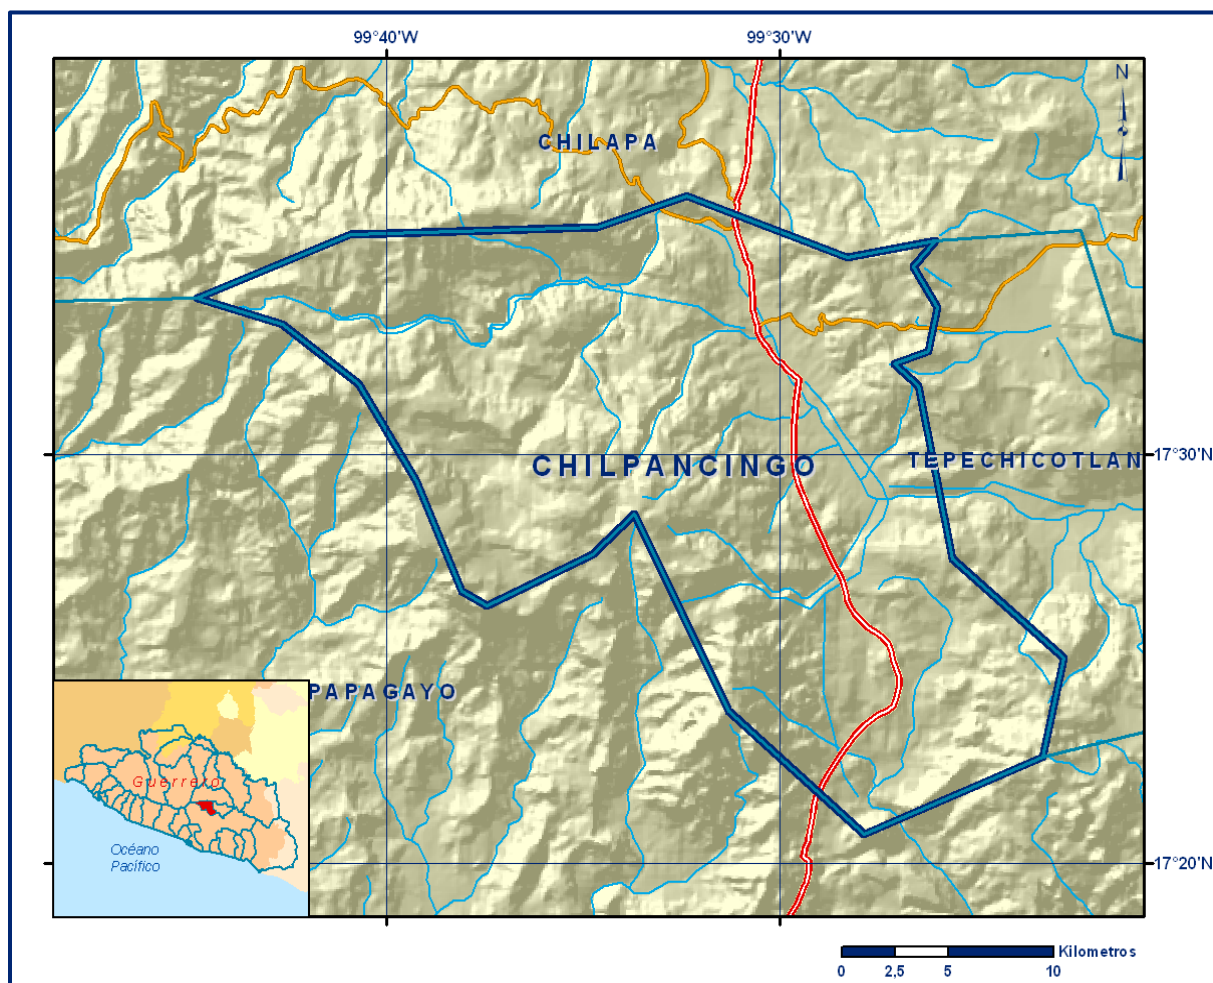 99°40'W 99°30'W
N
CHILAPA
CHILPANCINGO
TEPECHICOTLAN
17°30'N
PAPAGAYO
Guerrero
Océano
Pacífico
17°20'N
Kilometros
0 2,5 5 10